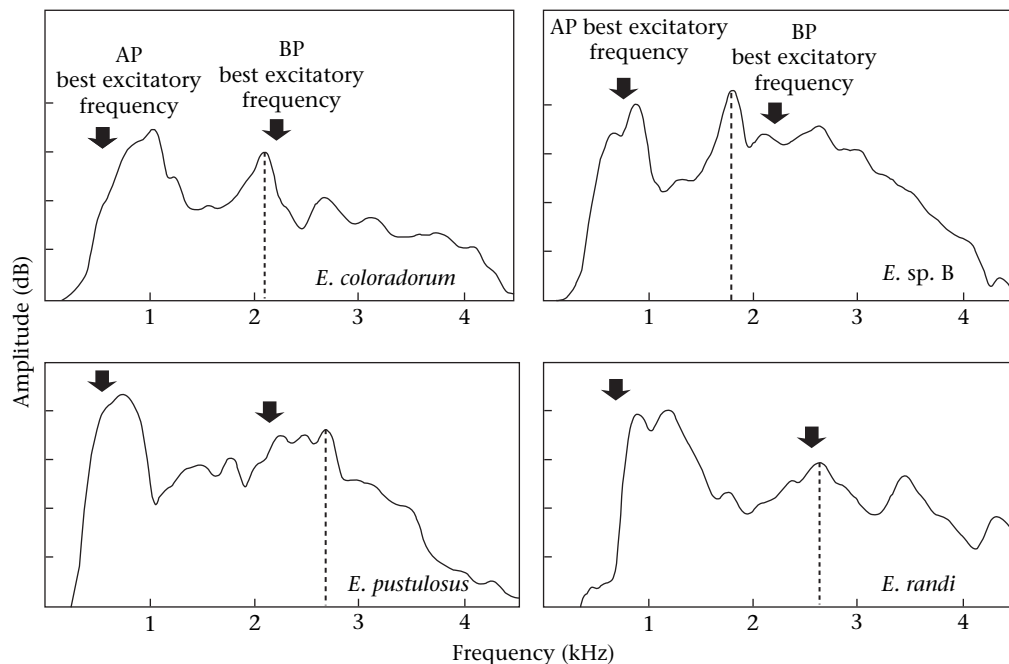 AP
best excitatory
frequency
BP
best excitatory
frequency
1
2
3
4
E. coloradorum
AP best excitatory
frequency
BP
best excitatory
frequency
1
2
3
4
E. sp. B
Amplitude (dB)
1
2
3
4
E. pustulosus
1
2
3
4
E. randi
Frequency (kHz)